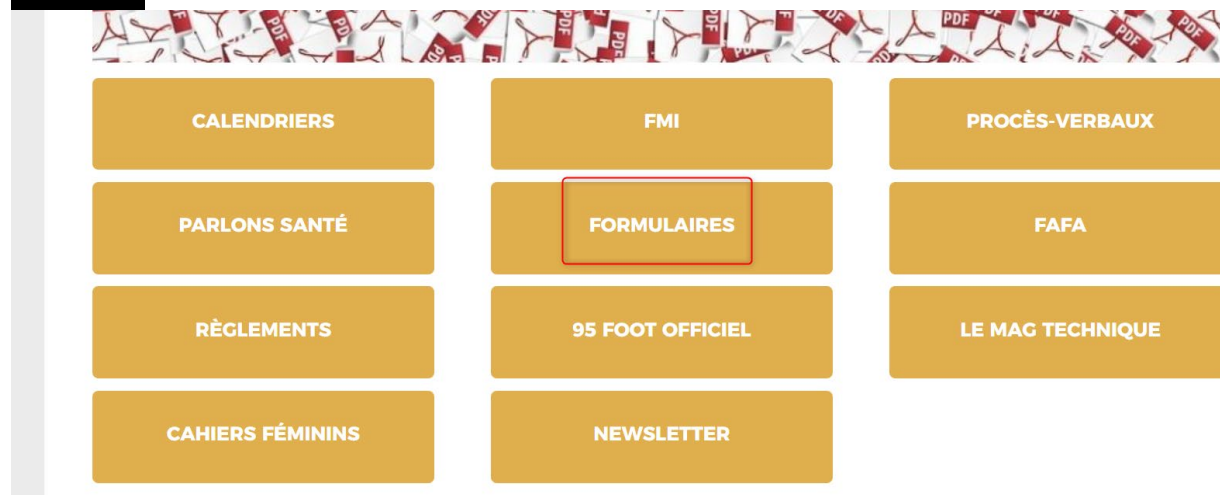 CALENDRIERS
FMI
PROCÈS-VERBAUX
PARLONS SANTÉ
FORMULAIRES
FAFA
RÈGLEMENTS
95 FOOT OFFICIEL
LE MAG TECHNIQUE
CAHIERS FÉMININS
NEWSLETTER